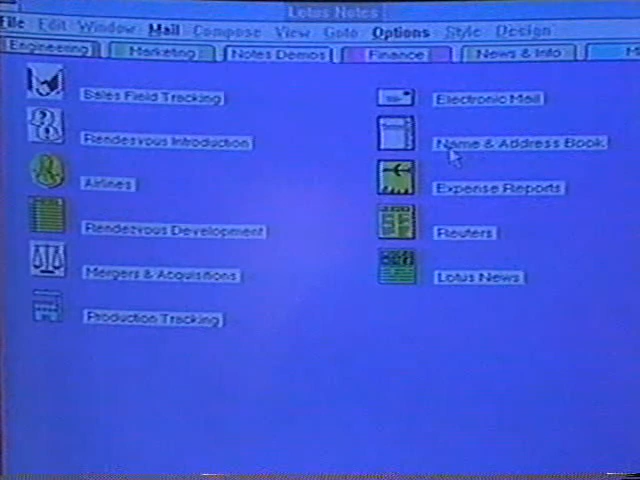 Lotus Notes
File Edit Window Mail Compose View Goto Options Style Design
Engineering Marketing Notes Demos Finance News & Info
Sales Field Tracking
Rendezvous Introduction
Airlines
Rendezvous Development
Mergers & Acquisitions
Production Tracking
Electronic Mail
Name & Address Book
Expense Reports
Reuters
Lotus News